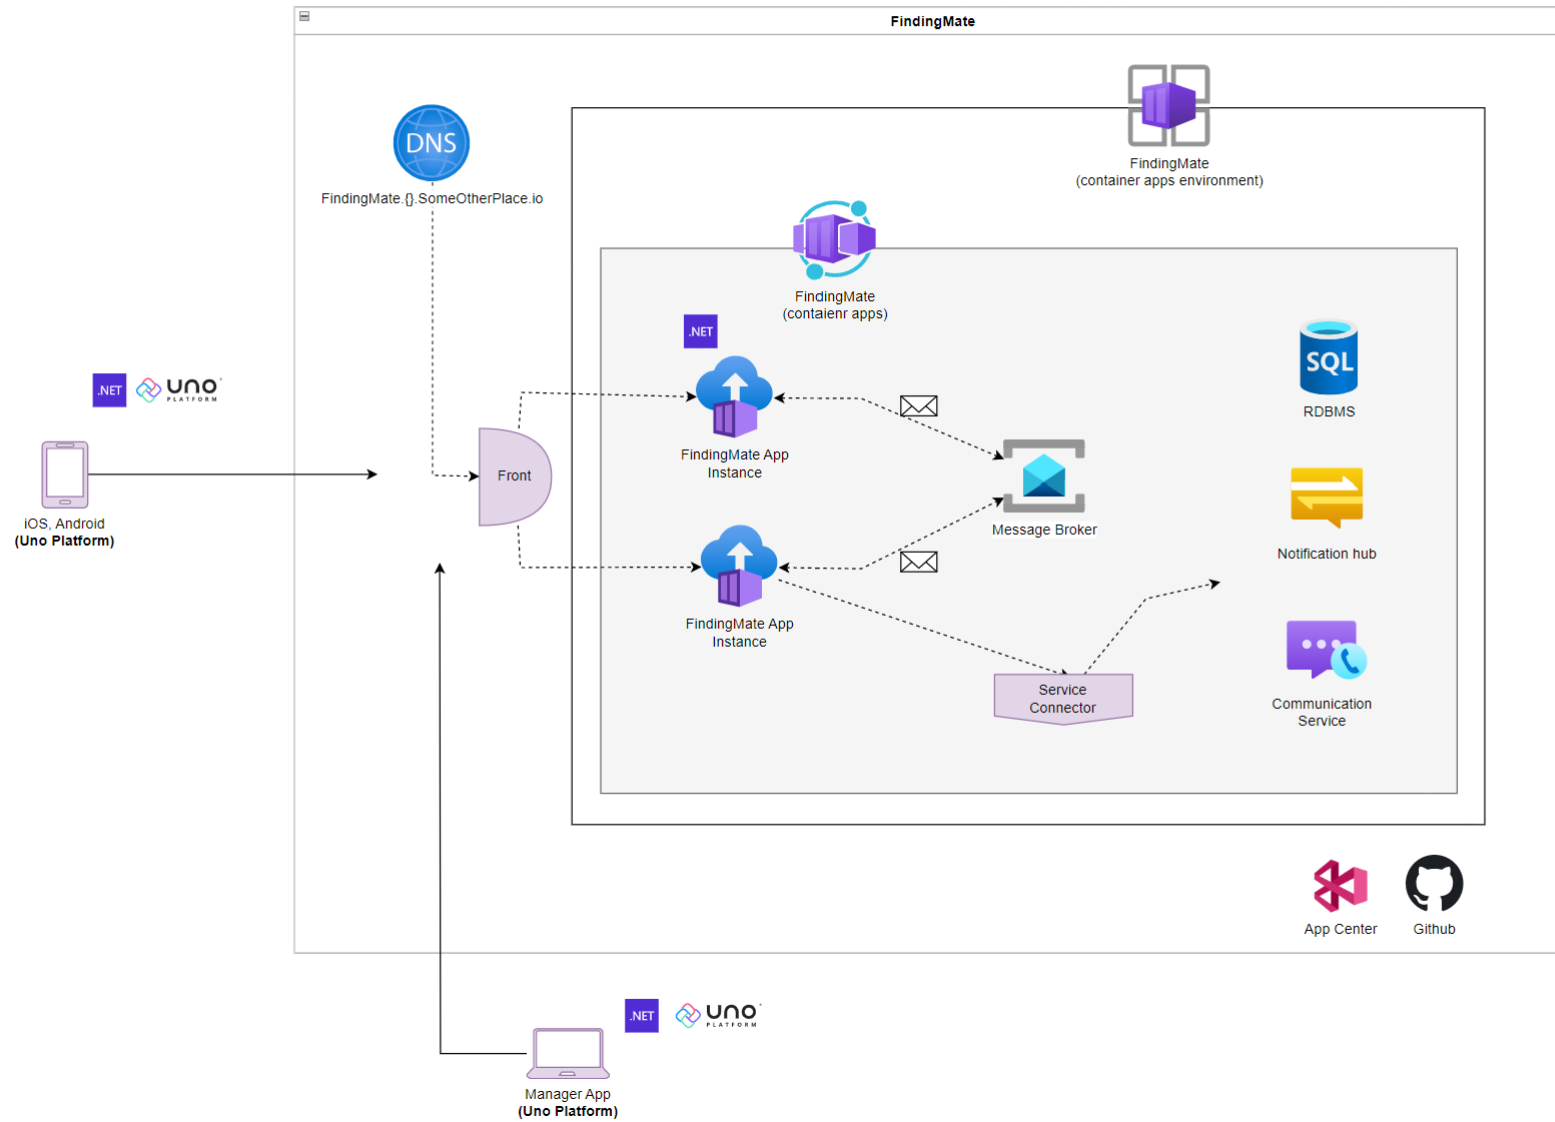 FindingMate
DNS
FindingMate.{}.SomeOtherPlace.io
FindingMate
(container apps environment)
FindingMate
(contaienr apps)
.NET
FindingMate App
Instance
Front
FindingMate App
Instance
Message Broker
Service
Connector
SQL
RDBMS
Notification hub
Communication
Service
.NET
UNO
PLATFORM
iOS, Android
(Uno Platform)
App Center
Github
.NET
UNO
PLATFORM
Manager App
(Uno Platform)